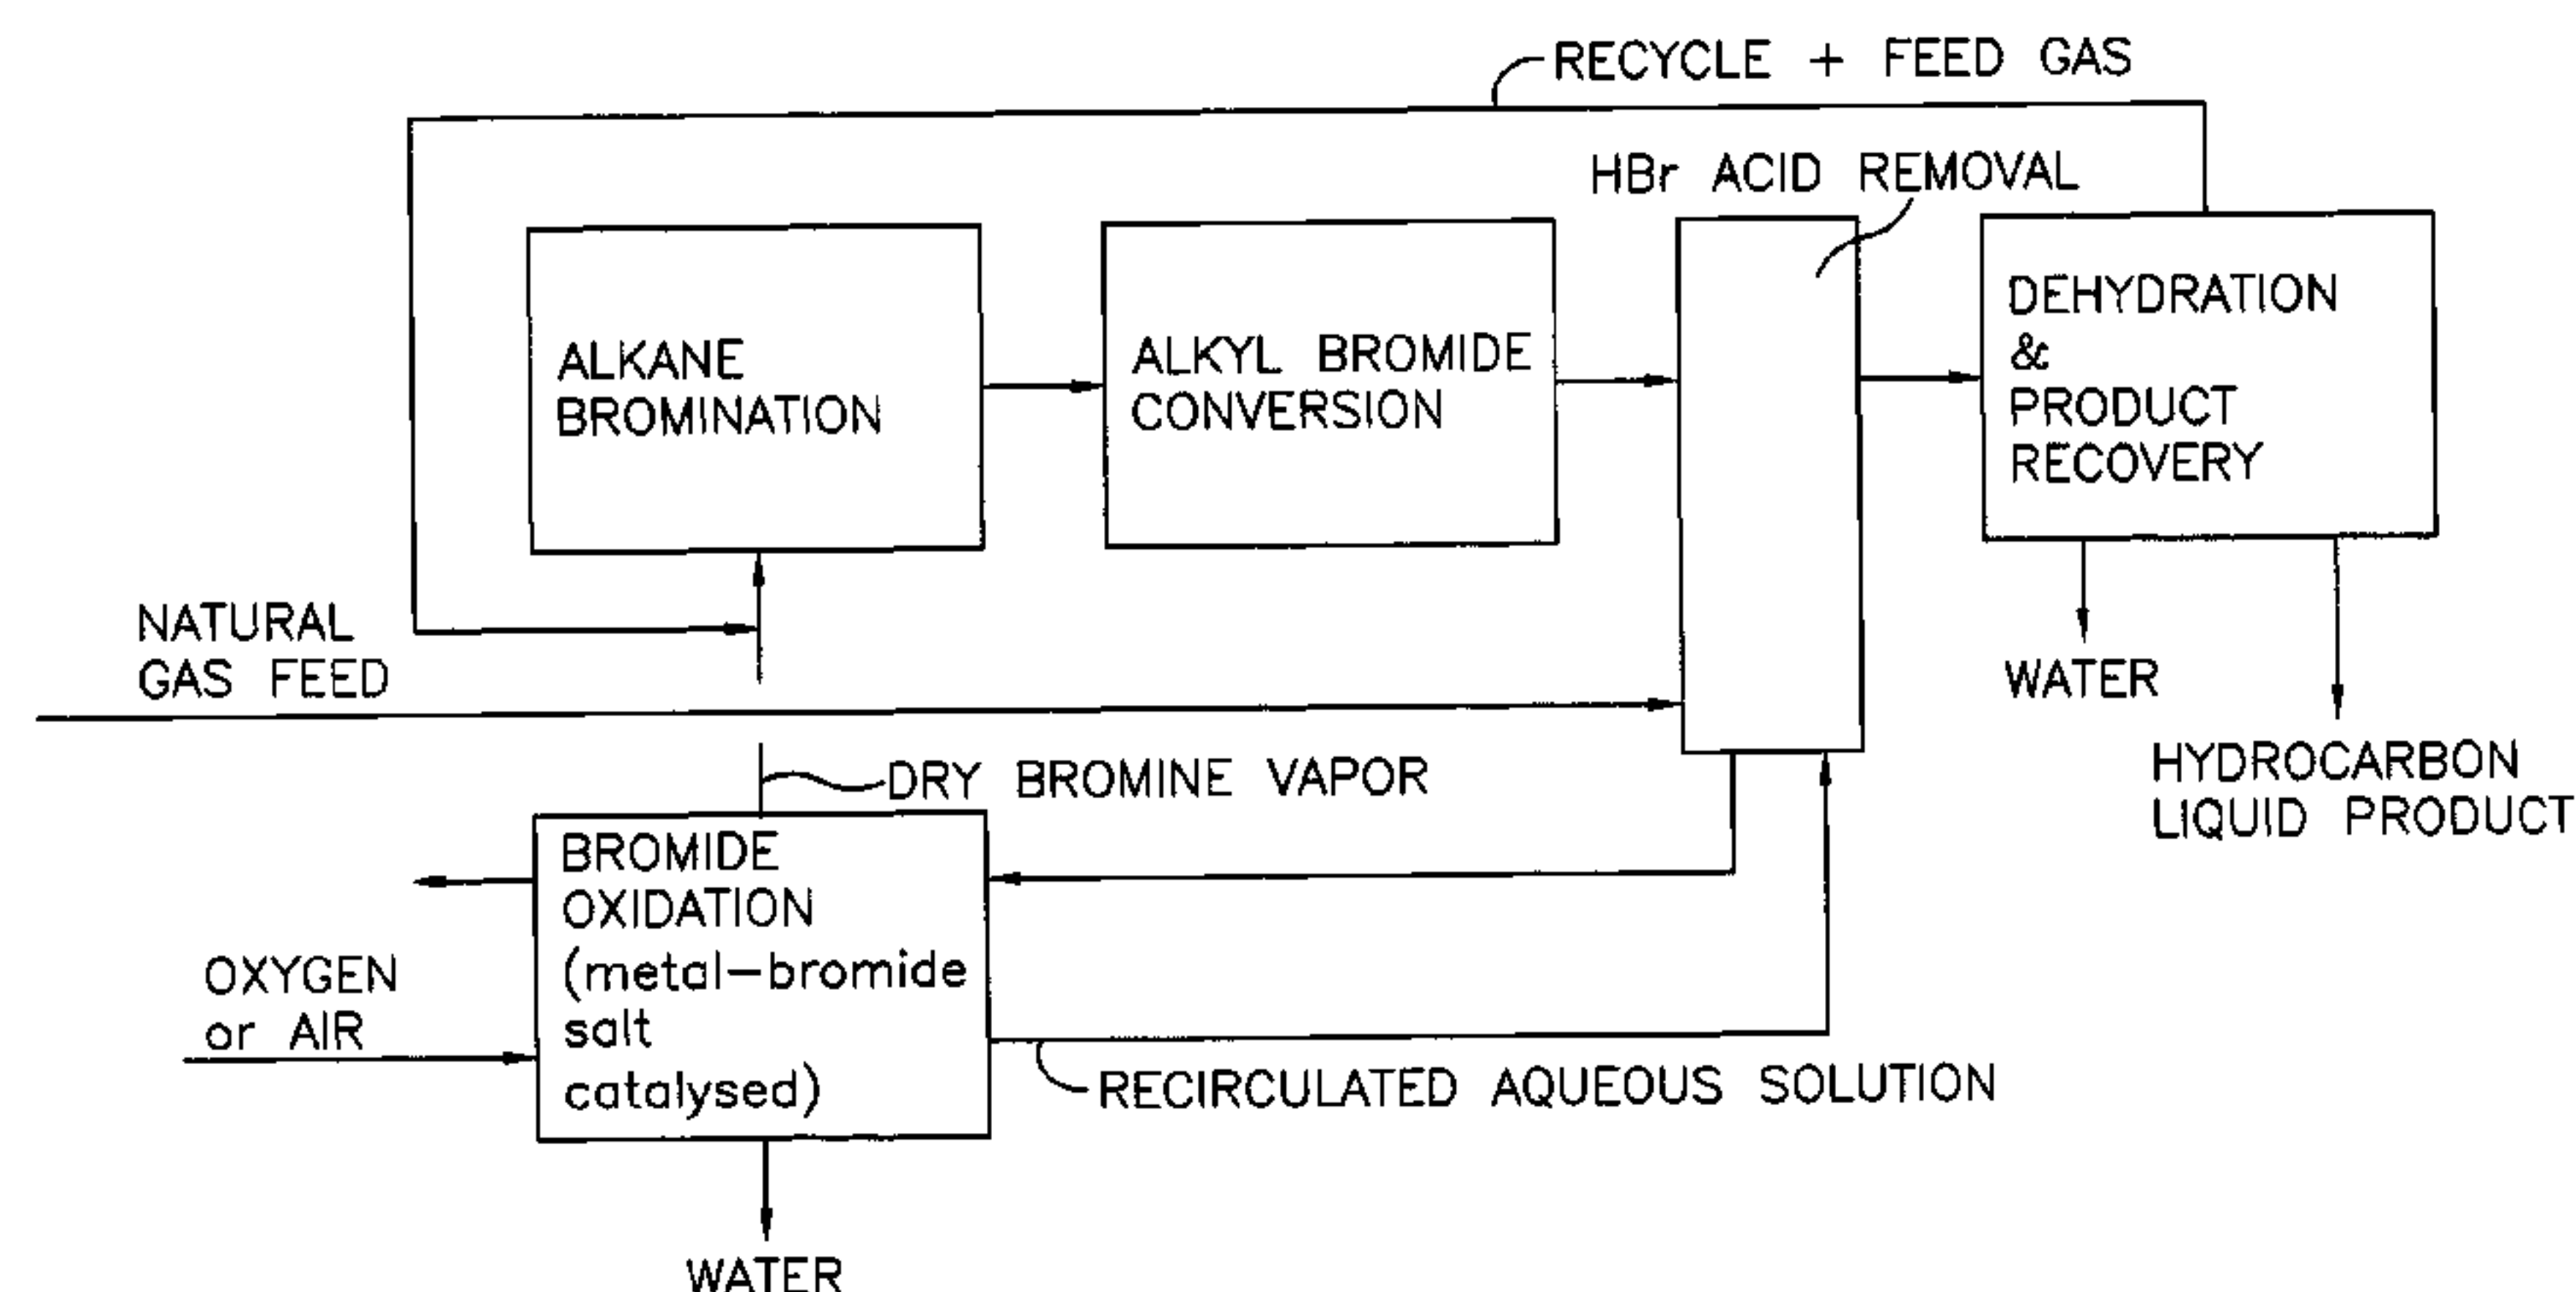 RECYCLE + FEED GAS
HBr ACID REMOVAL
ALKANE
BROMINATION
ALKYL BROMIDE
CONVERSION
DEHYDRATION
&
PRODUCT
RECOVERY
NATURAL
GAS FEED
WATER
HYDROCARBON
LIQUID PRODUCT
DRY BROMINE VAPOR
BROMIDE
OXIDATION
(metal-bromide
salt
catalysed)
OXYGEN
or AIR
RECIRCULATED AQUEOUS SOLUTION
WATER